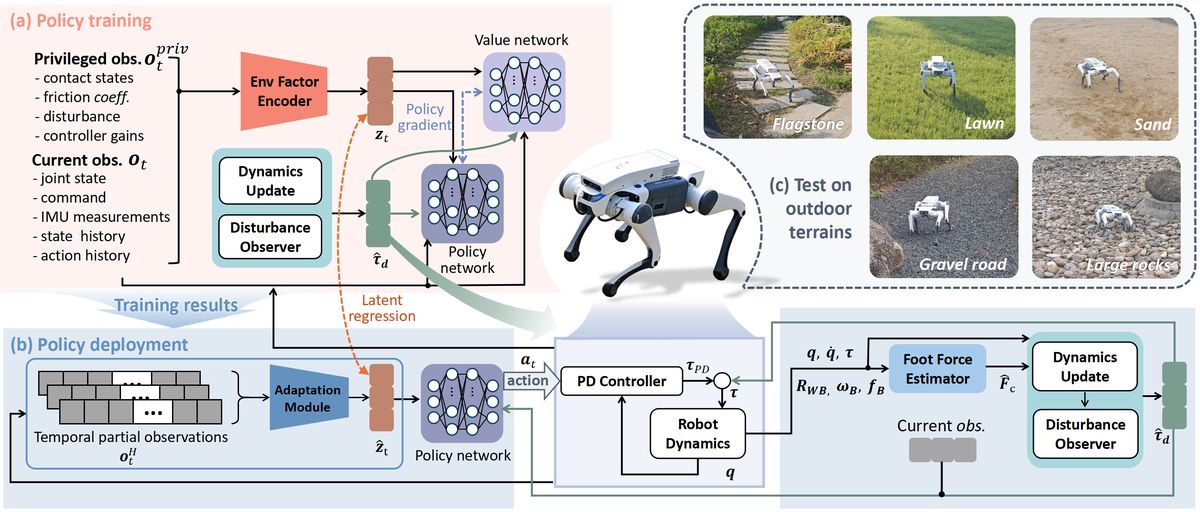 (a) Policy training
Privileged obs. o_t^{priv}
- contact states
- friction coeff.
- disturbance
- controller gains
Current obs. o_t
- joint state
- command
- IMU measurements
- state history
- action history
Env Factor
Encoder
z_t
Dynamics
Update
Disturbance
Observer
τ̂_d
Value network
Policy
gradient
Policy
network
Training results
Latent
regression
(b) Policy deployment
Temporal partial observations
o_t^H
Adaptation
Module
ẑ_t
Policy network
a_t
action
PD Controller
τ_{PD}
τ
Robot
Dynamics
q
q, q̇, τ
R_{WB}, ω_B, f_B
Foot Force
Estimator
F̂_c
Dynamics
Update
Disturbance
Observer
τ̂_d
Current obs.
(c) Test on
outdoor
terrains
Flagstone
Lawn
Sand
Gravel road
Large rocks